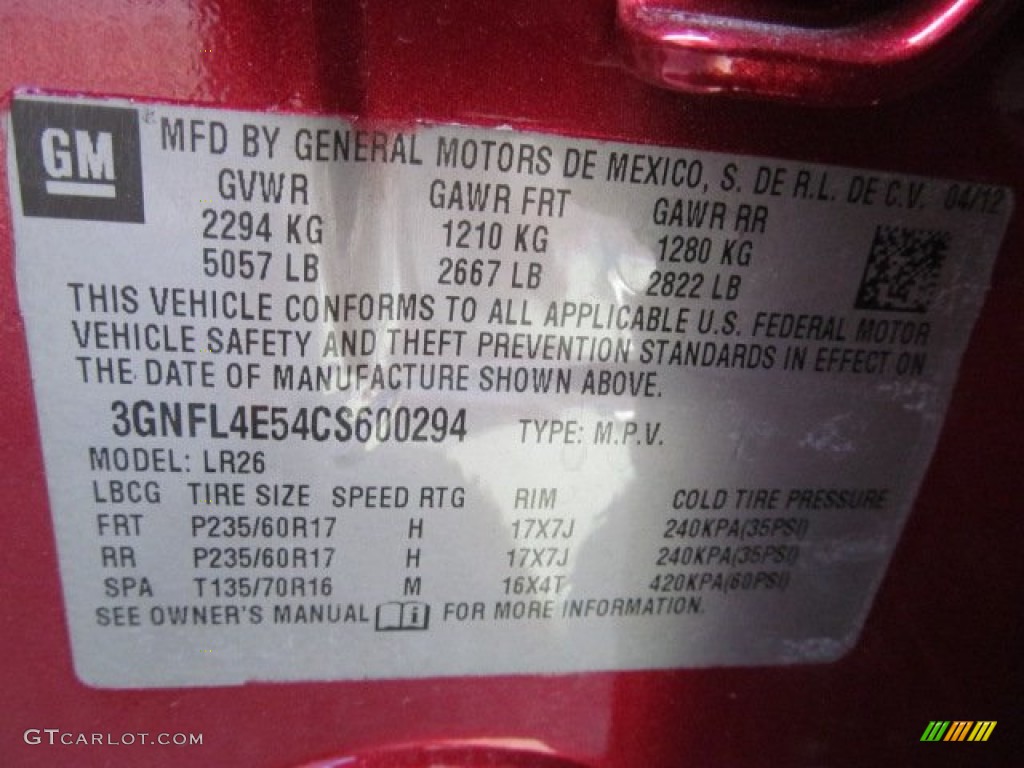 GM
® MFD BY GENERAL MOTORS DE MEXICO, S. DE R.L. DE C.V. 04/12
GVWR GAWR FRT GAWR RR
2294 KG 1210 KG 1280 KG
5057 LB 2667 LB 2822 LB
THIS VEHICLE CONFORMS TO ALL APPLICABLE U.S. FEDERAL MOTOR
VEHICLE SAFETY AND THEFT PREVENTION STANDARDS IN EFFECT ON
THE DATE OF MANUFACTURE SHOWN ABOVE.
3GNFL4E54CS600294 TYPE: M.P.V.
MODEL: LR26
LBCG TIRE SIZE SPEED RTG RIM COLD TIRE PRESSURE
FRT P235/60R17 H 17X7J 240KPA(35PSI)
RR P235/60R17 H 17X7J 240KPA(35PSI)
SPA T135/70R16 M 16X4T 420KPA(60PSI)
SEE OWNER'S MANUAL i FOR MORE INFORMATION.
GTCARLOT.COM